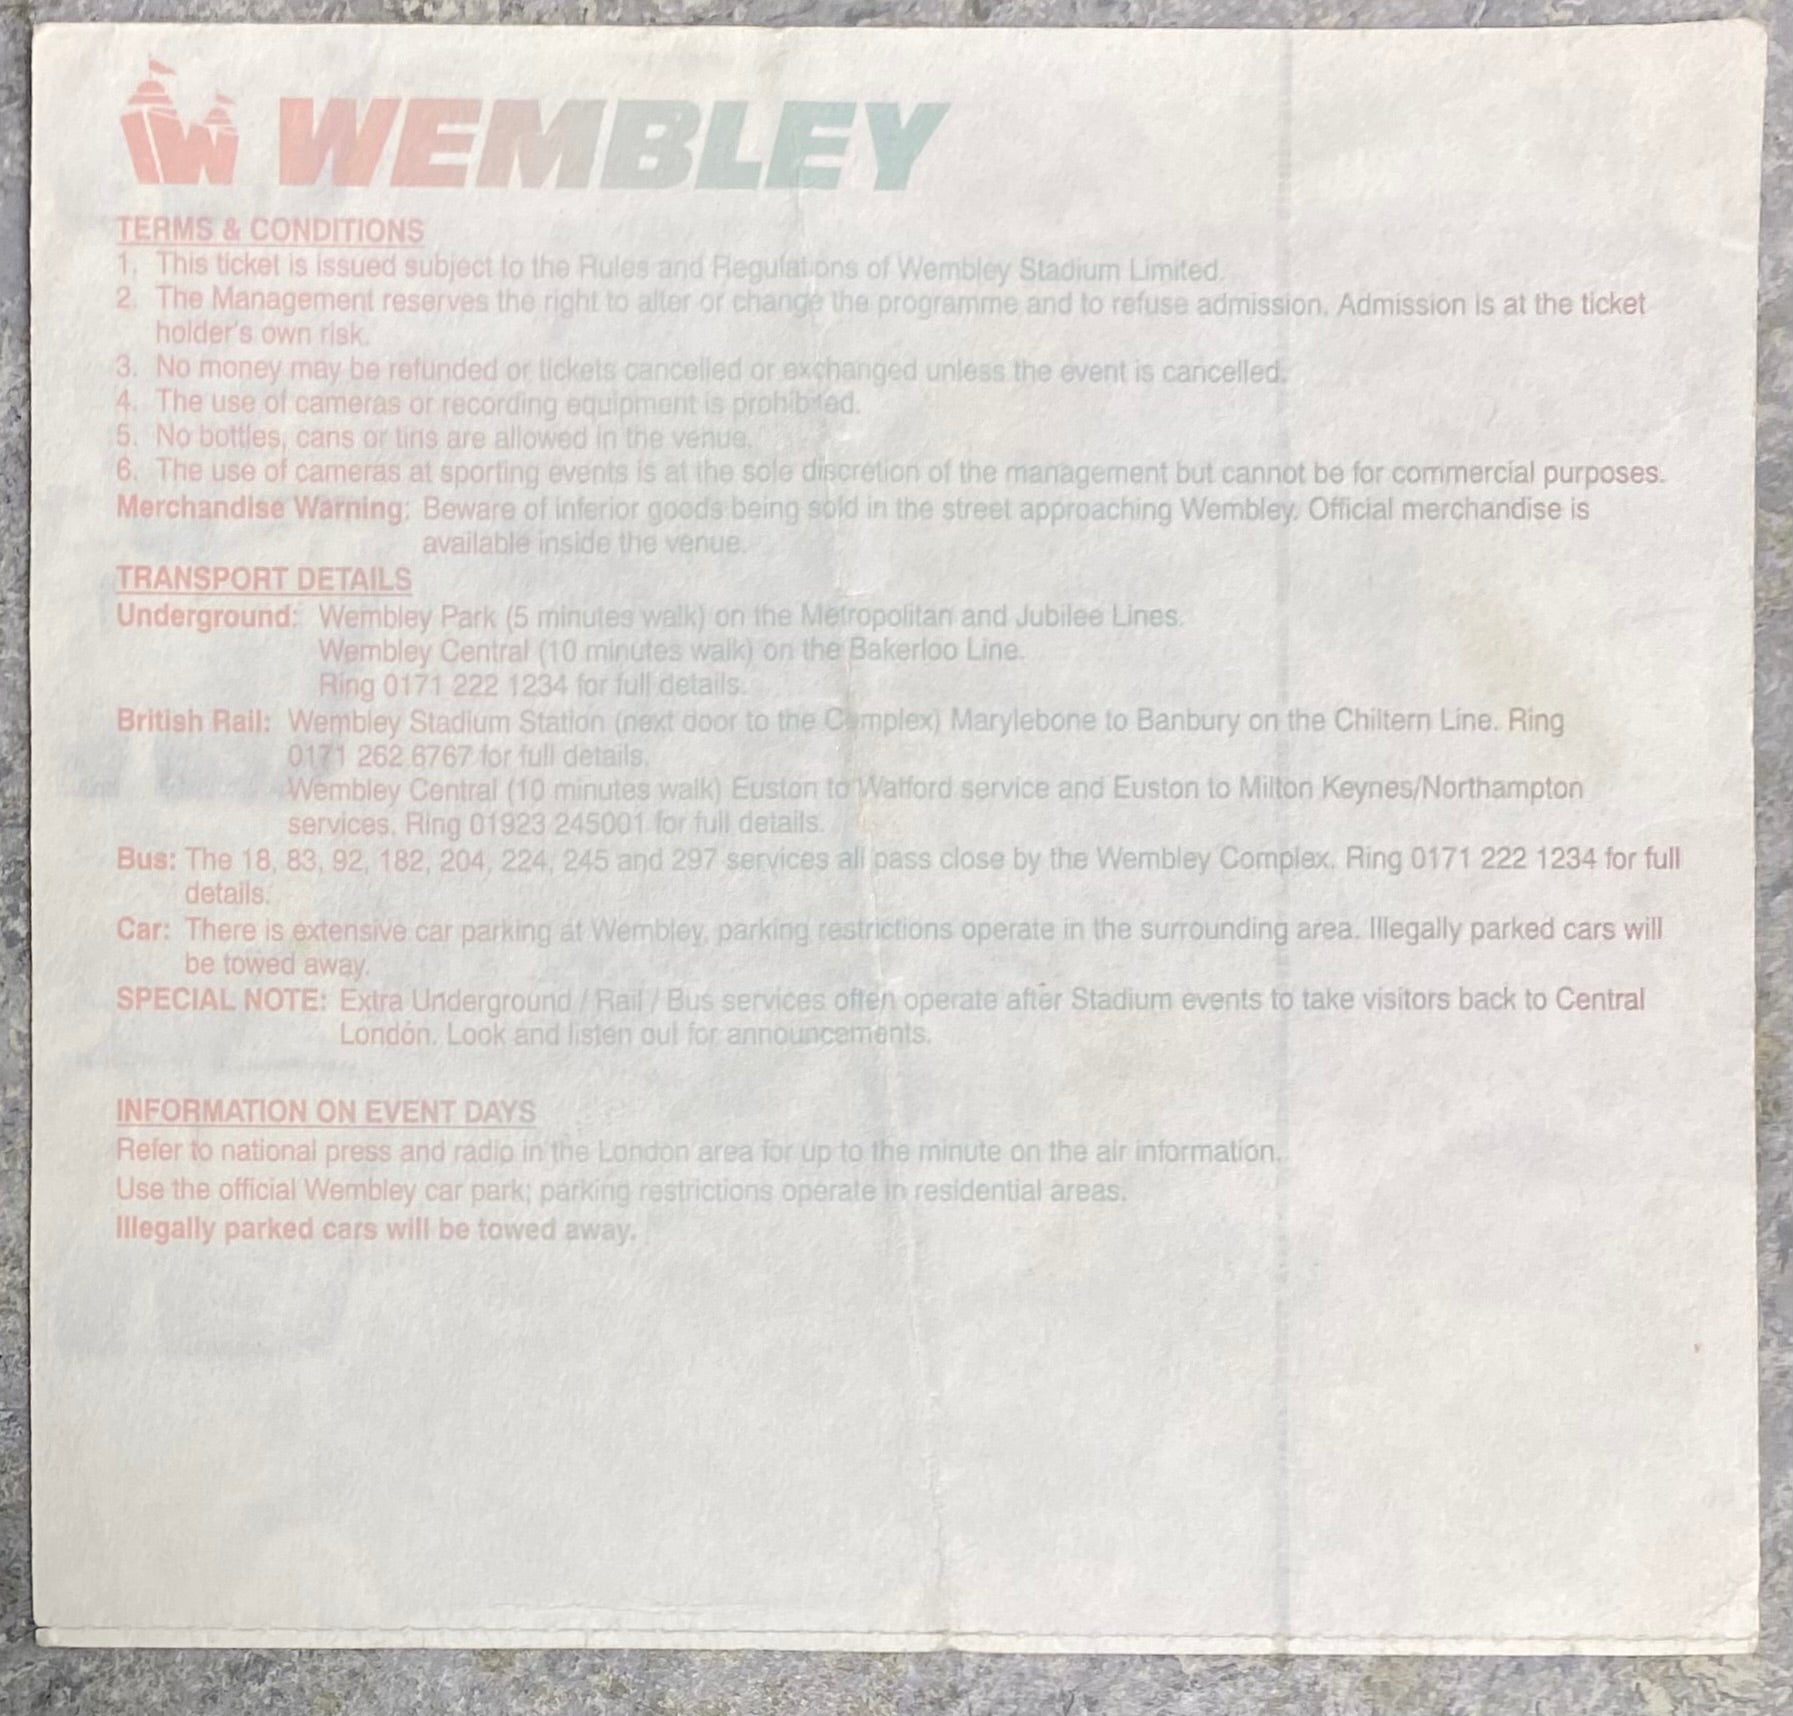 WEMBLEY
TERMS & CONDITIONS
1. This ticket is issued subject to the Rules and Regulations of Wembley Stadium Limited.
2. The Management reserves the right to alter or change the programme and to refuse admission. Admission is at the ticket
holder's own risk.
3. No money may be refunded or tickets cancelled or exchanged unless the event is cancelled.
4. The use of cameras or recording equipment is prohibited.
5. No bottles, cans or tins are allowed in the venue.
6. The use of cameras at sporting events is at the sole discretion of the management but cannot be for commercial purposes.
Merchandise Warning: Beware of inferior goods being sold in the street approaching Wembley. Official merchandise is
available inside the venue.
TRANSPORT DETAILS
Underground: Wembley Park (5 minutes walk) on the Metropolitan and Jubilee Lines.
Wembley Central (10 minutes walk) on the Bakerloo Line.
Ring 0171 222 1234 for full details.
British Rail: Wembley Stadium Station (next door to the Complex) Marylebone to Banbury on the Chiltern Line. Ring
0171 262 6767 for full details.
Wembley Central (10 minutes walk) Euston to Watford service and Euston to Milton Keynes/Northampton
services. Ring 01923 245001 for full details.
Bus: The 18, 83, 92, 182, 204, 224, 245 and 297 services all pass close by the Wembley Complex. Ring 0171 222 1234 for full
details.
Car: There is extensive car parking at Wembley, parking restrictions operate in the surrounding area. Illegally parked cars will
be towed away.
SPECIAL NOTE: Extra Underground / Rail / Bus services often operate after Stadium events to take visitors back to Central
London. Look and listen out for announcements.
INFORMATION ON EVENT DAYS
Refer to national press and radio in the London area for up to the minute on the air information.
Use the official Wembley car park; parking restrictions operate in residential areas.
Illegally parked cars will be towed away.